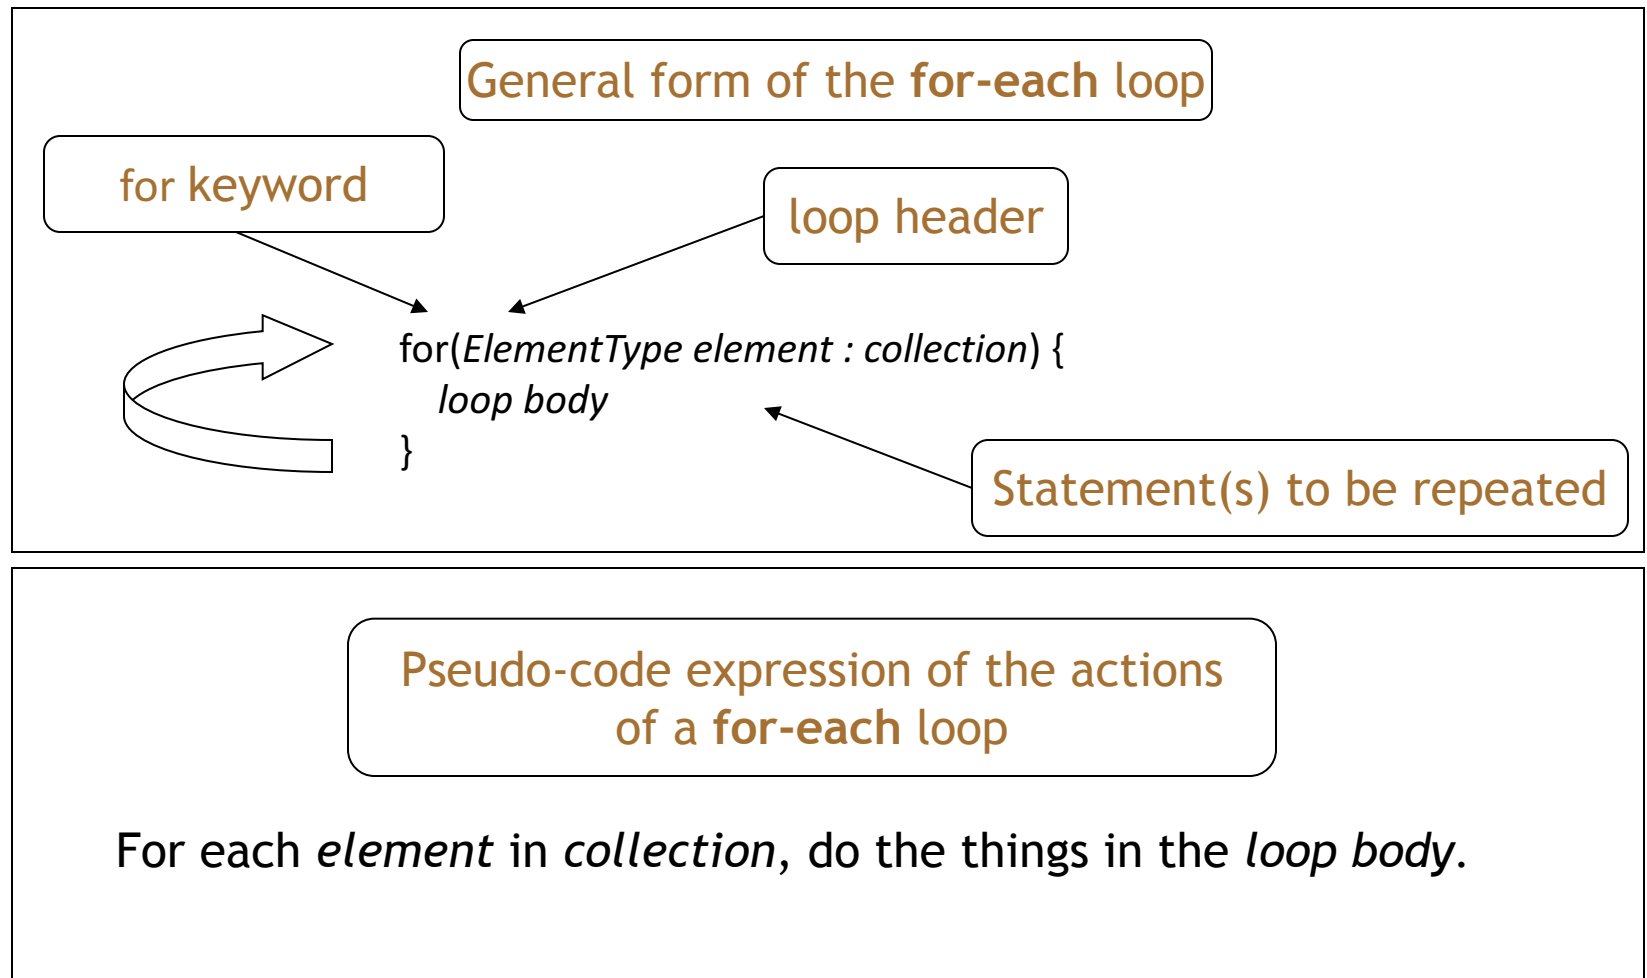 General form of the for-each loop
for keyword
loop header
for(ElementType element : collection) {
loop body
}
Statement(s) to be repeated
Pseudo-code expression of the actions
of a for-each loop
For each element in collection, do the things in the loop body.